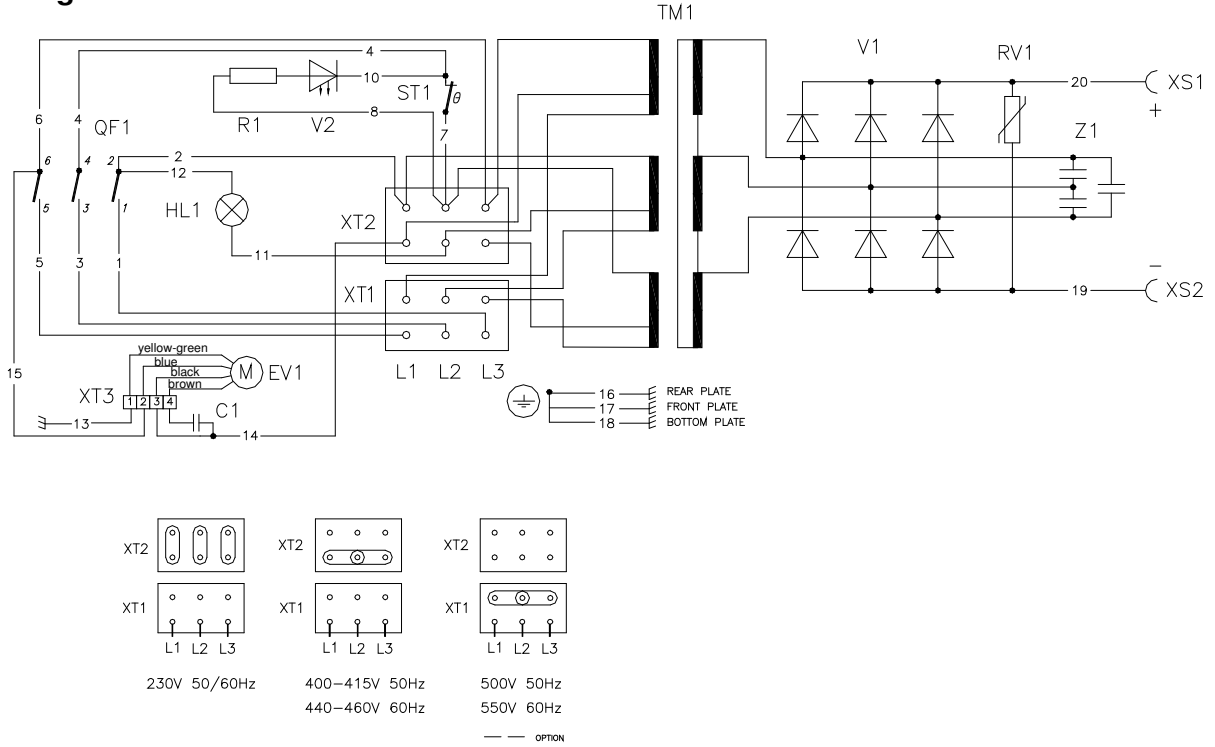 g
TM1
V1
RV1
4
10
8
20
XS1
+
R1
V2
ST1
θ
7
Z1
6
4
QF1
2
12
6
4
2
5
3
1
HL1
XT2
11
5
3
1
XT1
−
19
XS2
L1 L2 L3
15
yellow-green
blue
black
brown
M
EV1
XT3
1 2 3 4
C1
13
14
16 REAR PLATE
17 FRONT PLATE
18 BOTTOM PLATE
XT2
XT2
XT2
XT1
XT1
XT1
L1 L2 L3
L1 L2 L3
L1 L2 L3
230V 50/60Hz
400-415V 50Hz
500V 50Hz
440-460V 60Hz
550V 60Hz
OPTION